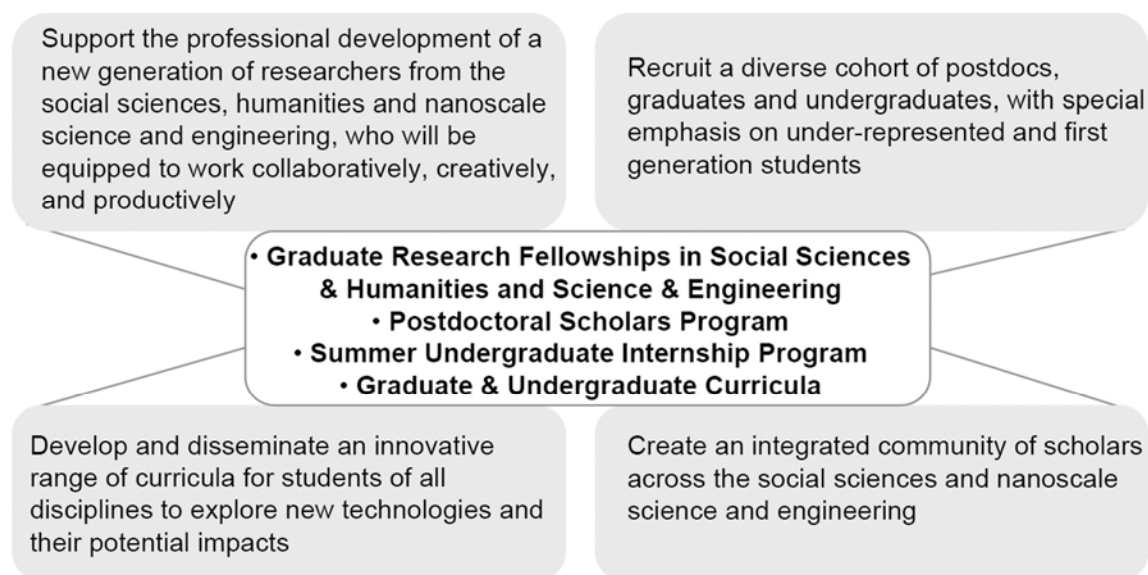 Support the professional development of a
new generation of researchers from the
social sciences, humanities and nanoscale
science and engineering, who will be
equipped to work collaboratively, creatively,
and productively
Recruit a diverse cohort of postdocs,
graduates and undergraduates, with special
emphasis on under-represented and first
generation students
• Graduate Research Fellowships in Social Sciences
& Humanities and Science & Engineering
• Postdoctoral Scholars Program
• Summer Undergraduate Internship Program
• Graduate & Undergraduate Curricula
Develop and disseminate an innovative
range of curricula for students of all
disciplines to explore new technologies and
their potential impacts
Create an integrated community of scholars
across the social sciences and nanoscale
science and engineering